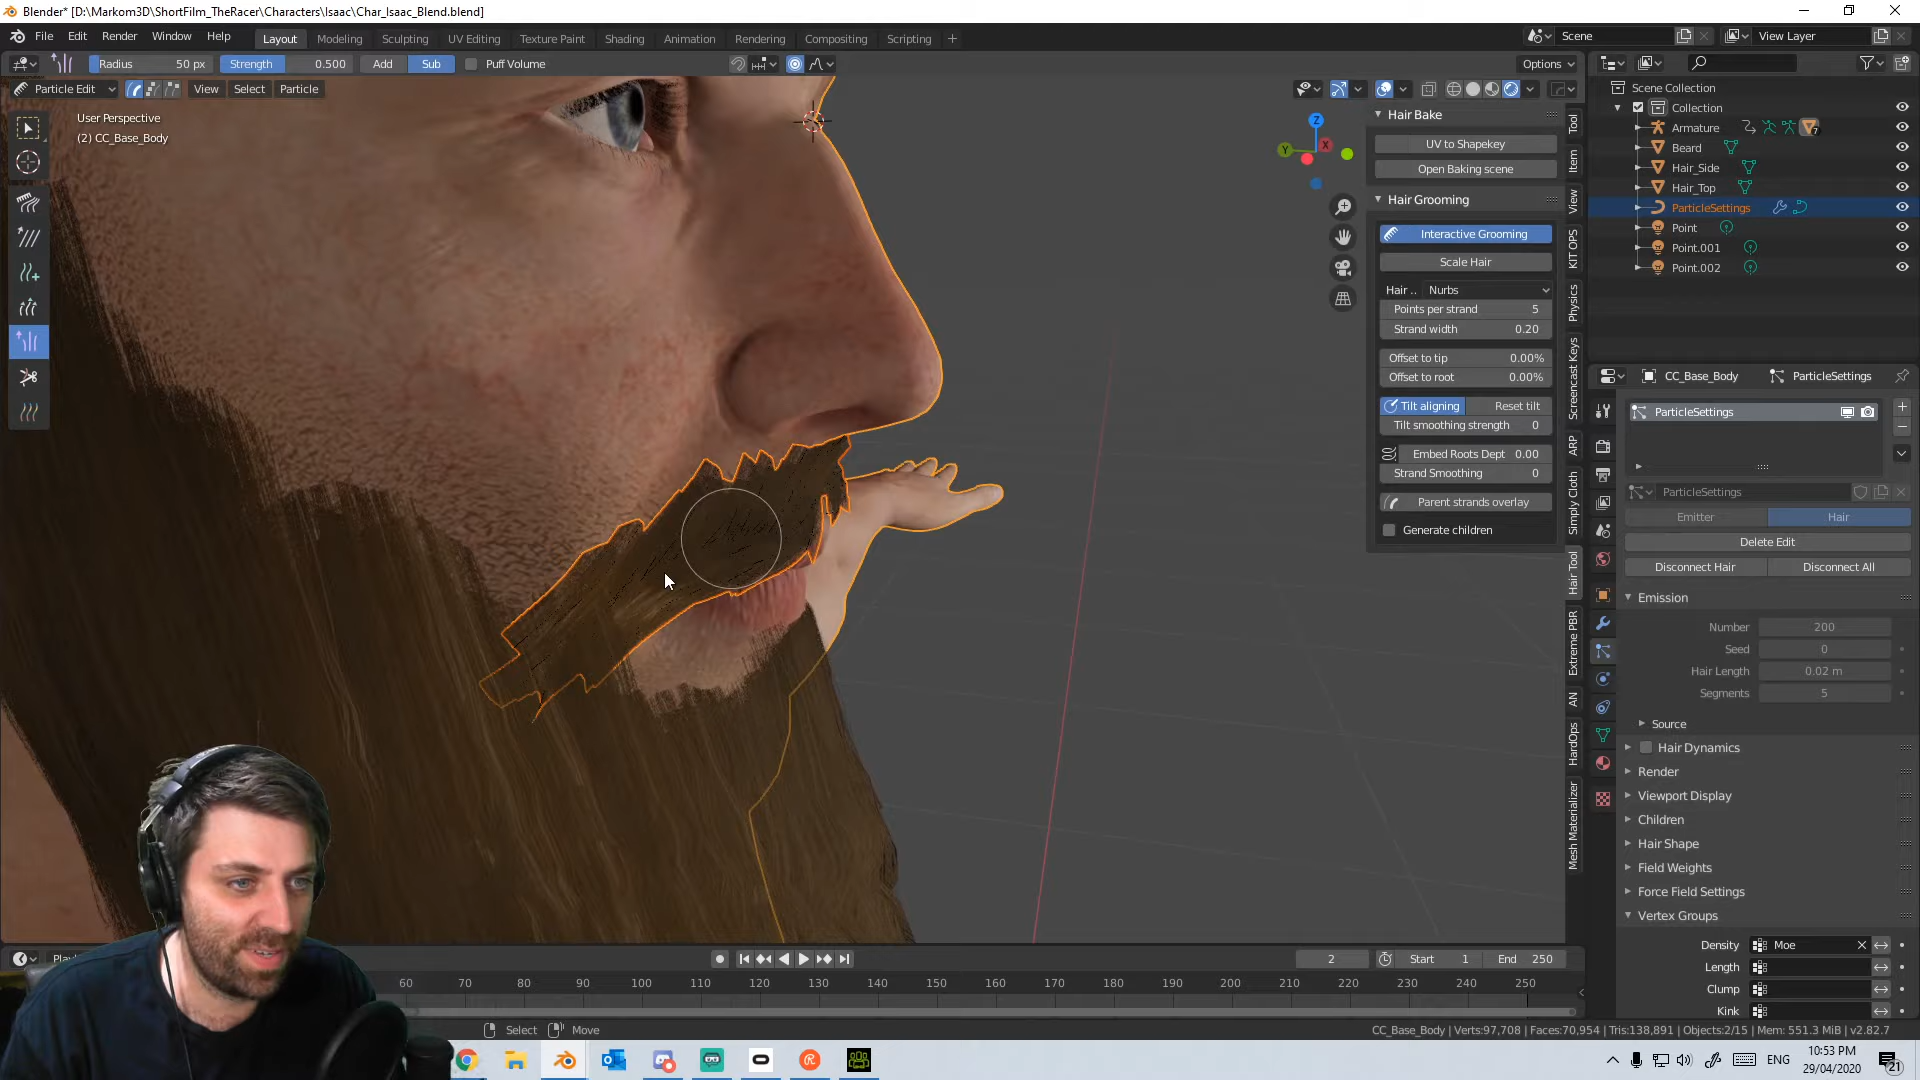 Blender* [D:\Markom3D\ShortFilm_TheRacer\Characters\Isaac\Char_Isaac_Blend.blend]
File Edit Render Window Help
Layout Modeling Sculpting UV Editing Texture Paint Shading Animation Rendering Compositing Scripting +
Scene
View Layer
Radius 50 px
Strength 0.500
Add Sub
Puff Volume
Options
Particle Edit
View Select Particle
User Perspective
(2) CC_Base_Body
Z
Y
X
Hair Bake
UV to Shapekey
Open Baking scene
Hair Grooming
Interactive Grooming
Scale Hair
Hair .. Nurbs
Points per strand 5
Strand width 0.20
Offset to tip 0.00%
Offset to root 0.00%
Tilt aligning Reset tilt
Tilt smoothing strength 0
Embed Roots Dept 0.00
Strand Smoothing 0
Parent strands overlay
Generate children
Tool
Item
View
KIT OPS
Physics
Screencast Keys
ARP
Simply Cloth
Hair Tool
Extreme PBR
AN
HardOps
Mesh Materializer
Scene Collection
Collection
Armature
7
Beard
Hair_Side
Hair_Top
ParticleSettings
Point
Point.001
Point.002
CC_Base_Body ParticleSettings
ParticleSettings
ParticleSettings
Emitter Hair
Delete Edit
Disconnect Hair Disconnect All
Emission
Number 200
Seed 0
Hair Length 0.02 m
Segments 5
Source
Hair Dynamics
Render
Viewport Display
Children
Hair Shape
Field Weights
Force Field Settings
Vertex Groups
Density Moe
Length
Clump
Kink
2
Start 1
End 250
60 70 80 90 100 110 120 130 140 150 160 170 180 190 200 210 220 230 240 250
Select Move
CC_Base_Body | Verts:97,708 | Faces:70,954 | Tris:138,891 | Objects:2/15 | Mem: 551.3 MiB | v2.82.7
ENG
10:53 PM
29/04/2020
21